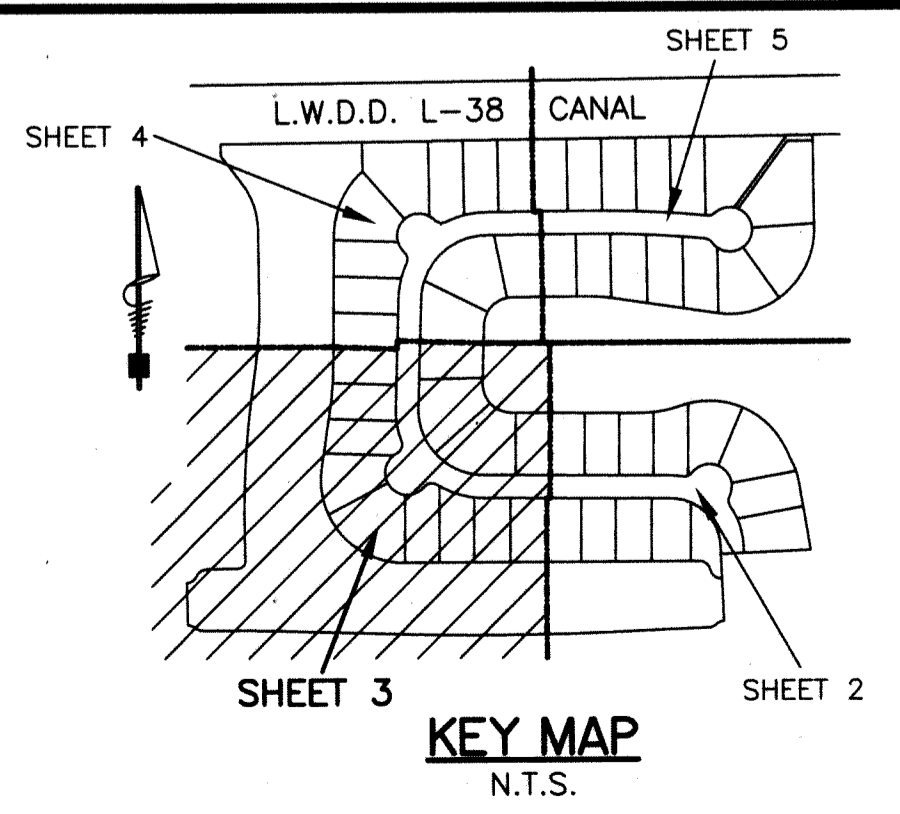 SHEET 5
L.W.D.D. L-38 CANAL
SHEET 4
SHEET 3
SHEET 2
KEY MAP
N.T.S.